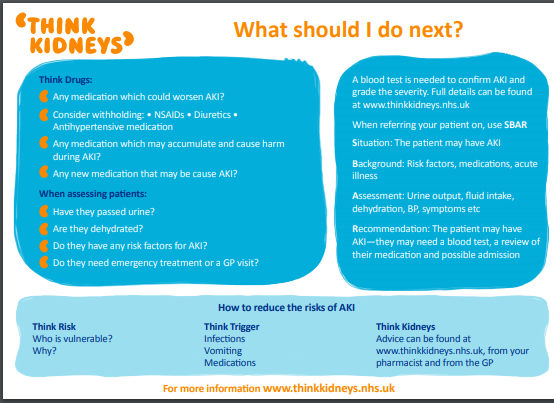 THINK
KIDNEYS
What should I do next?
Think Drugs:
Any medication which could worsen AKI?
Consider withholding: • NSAIDs • Diuretics •
Antihypertensive medication
Any medication which may accumulate and cause harm
during AKI?
Any new medication that may be cause AKI?
When assessing patients:
Have they passed urine?
Are they dehydrated?
Do they have any risk factors for AKI?
Do they need emergency treatment or a GP visit?
A blood test is needed to confirm AKI and
grade the severity. Full details can be found
at www.thinkkidneys.nhs.uk
When referring your patient on, use SBAR
Situation: The patient may have AKI
Background: Risk factors, medications, acute
illness
Assessment: Urine output, fluid intake,
dehydration, BP, symptoms etc
Recommendation: The patient may have
AKI—they may need a blood test, a review of
their medication and possible admission
How to reduce the risks of AKI
Think Risk
Who is vulnerable?
Why?
Think Trigger
Infections
Vomiting
Medications
Think Kidneys
Advice can be found at
www.thinkkidneys.nhs.uk, from your
pharmacist and from the GP
For more information www.thinkkidneys.nhs.uk